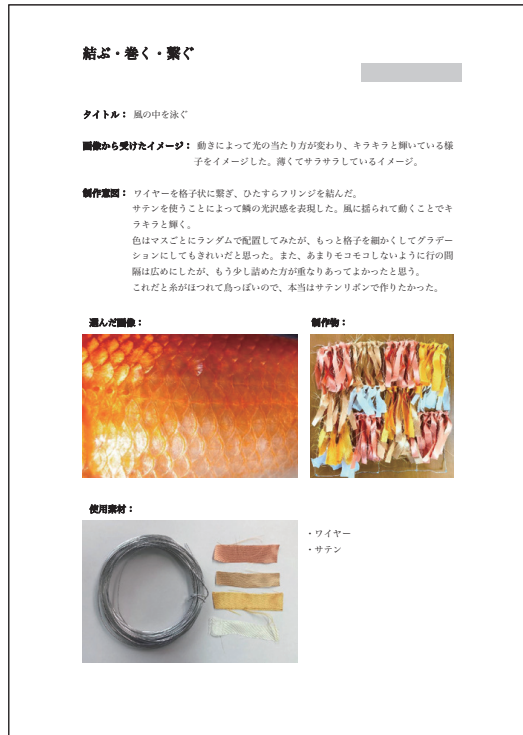 結ぶ・巻く・繋ぐ
タイトル： 風の中を泳ぐ
画像から受けたイメージ： 動きによって光の当たり方が変わり、キラキラと輝いている様
子をイメージした。薄くてサラサラしているイメージ。
制作意図： ワイヤーを格子状に繋ぎ、ひたすらフリンジを結んだ。
サテンを使うことによって鱗の光沢感を表現した。風に揺られて動くことでキ
ラキラと輝く。
色はマスごとにランダムで配置してみたが、もっと格子を細かくしてグラデー
ションにしてもきれいだと思った。また、あまりモコモコしないように行の間
隔は広めにしたが、もう少し詰めた方が重なりあってよかったと思う。
これだと糸がほつれて鳥っぽいので、本当はサテンリボンで作りたかった。
選んだ画像：
制作物：
使用素材：
・ワイヤー
・サテン